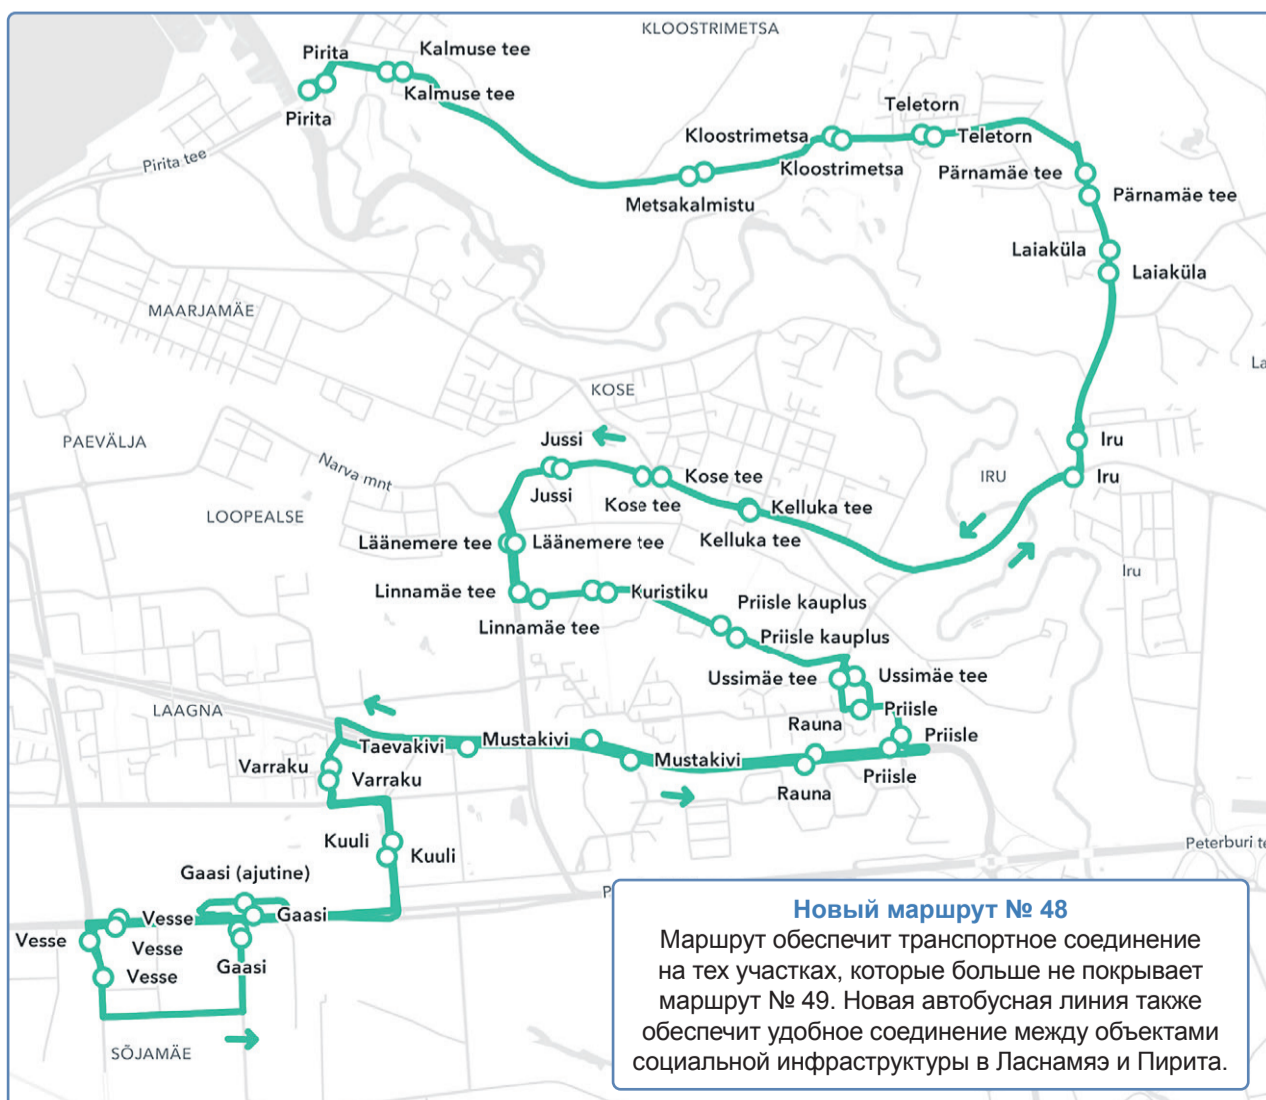 KLOOSTRIMETSA
Pirita
Kalmuse tee
Kalmuse tee
Pirita
Pirita tee
Teletorn
Kloostrimetsa
Teletorn
Kloostrimetsa
Pärnamäe tee
Metsakalmistu
Pärnamäe tee
Laiaküla
Laiaküla
MAARJAMÄE
La
KOSE
PAEVÄLJA
Jussi
Iru
Narva mnt
Kose tee
IRU
Iru
Jussi
Kose tee
Kelluka tee
LOOPEALSE
Läänemere tee
Läänemere tee
Kelluka tee
Iru
Linnamäe tee
Kuristiku
Priisle kauplus
Linnamäe tee
Priisle kauplus
Ussimäe tee
Ussimäe tee
LAAGNA
Priisle
Rauna
Priisle
Taevakivi
Mustakivi
Mustakivi
Varraku
Varraku
Priisle
Rauna
Kuuli
Kuuli
Peterburi te
Gaasi (ajutine)
P
Vesse
Gaasi
Vesse
Vesse
Gaasi
Vesse
SÕJAMÄE
Новый маршрут № 48
Маршрут обеспечит транспортное соединение
на тех участках, которые больше не покрывает
маршрут № 49. Новая автобусная линия также
обеспечит удобное соединение между объектами
социальной инфраструктуры в Ласнамяэ и Пирита.